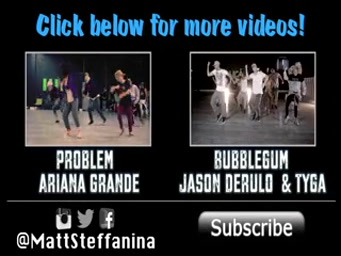 Click below for more videos!
PROBLEM
ARIANA GRANDE
BUBBLEGUM
JASON DERULO & TYGA
@MattSteffanina
Subscribe